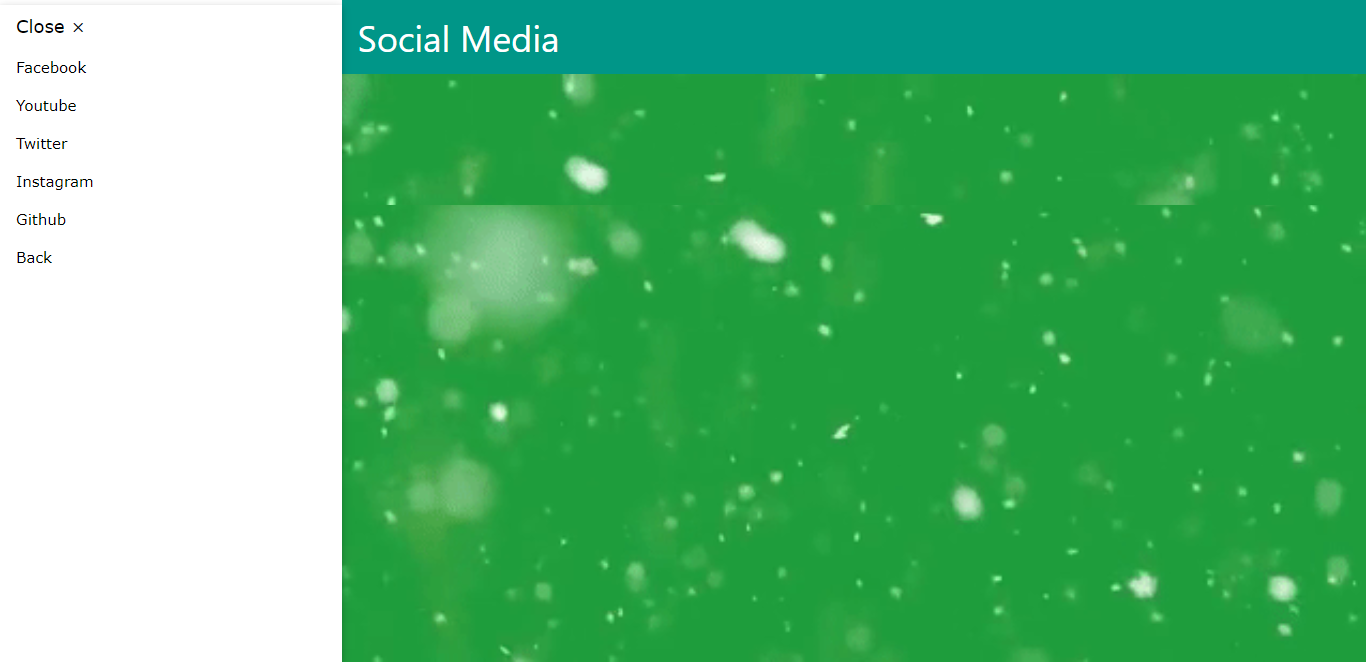 Close ×
Social Media
Facebook
Youtube
Twitter
Instagram
Github
Back